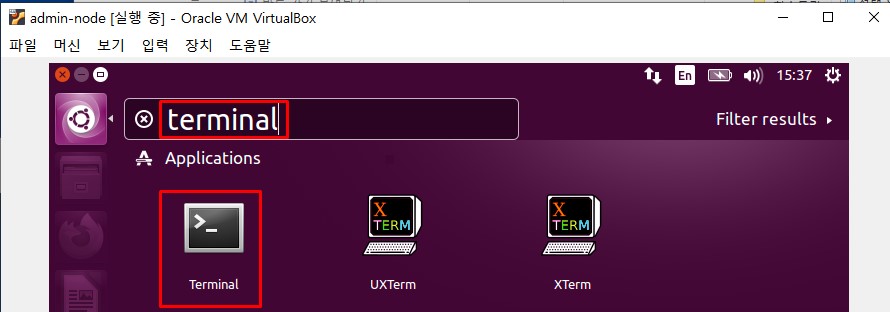 admin-node [실행 중] - Oracle VM VirtualBox
파일 머신 보기 입력 장치 도움말
En 15:37
terminal Filter results
Applications
X TERM X TERM
Terminal UXTerm XTerm